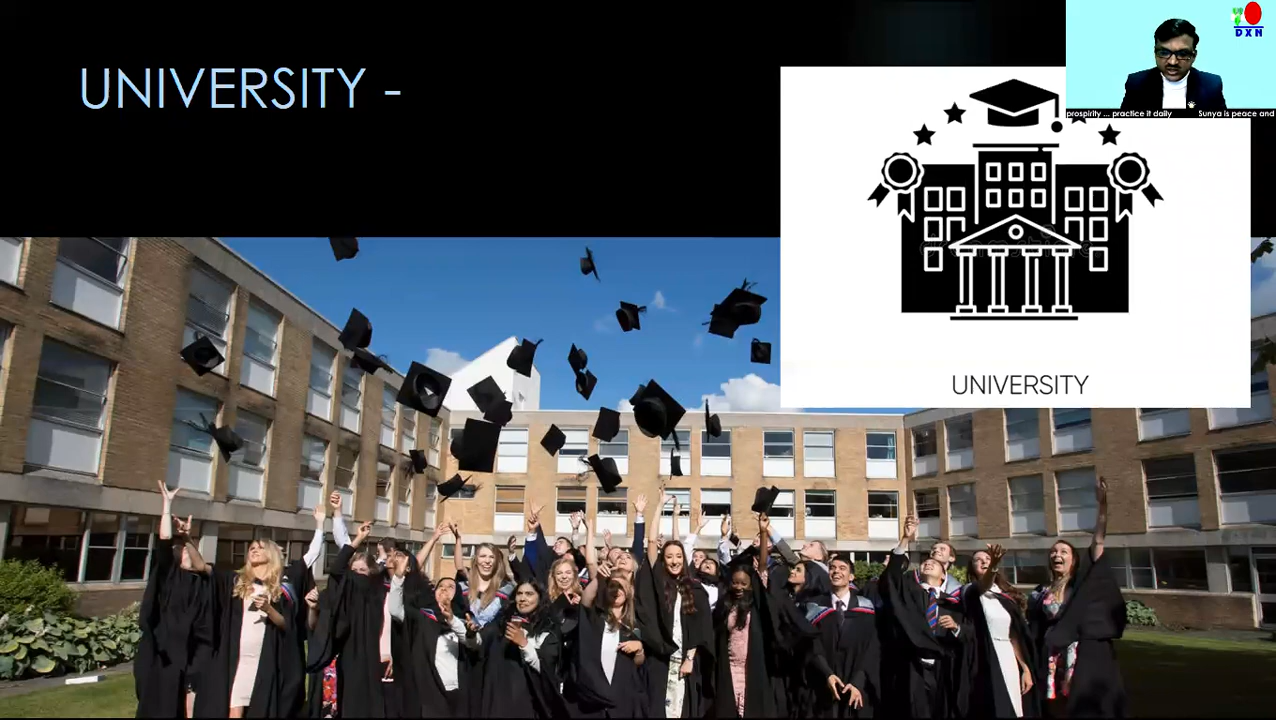 UNIVERSITY -
DXN
prospirity ... practice it daily Sunya is peace and
UNIVERSITY